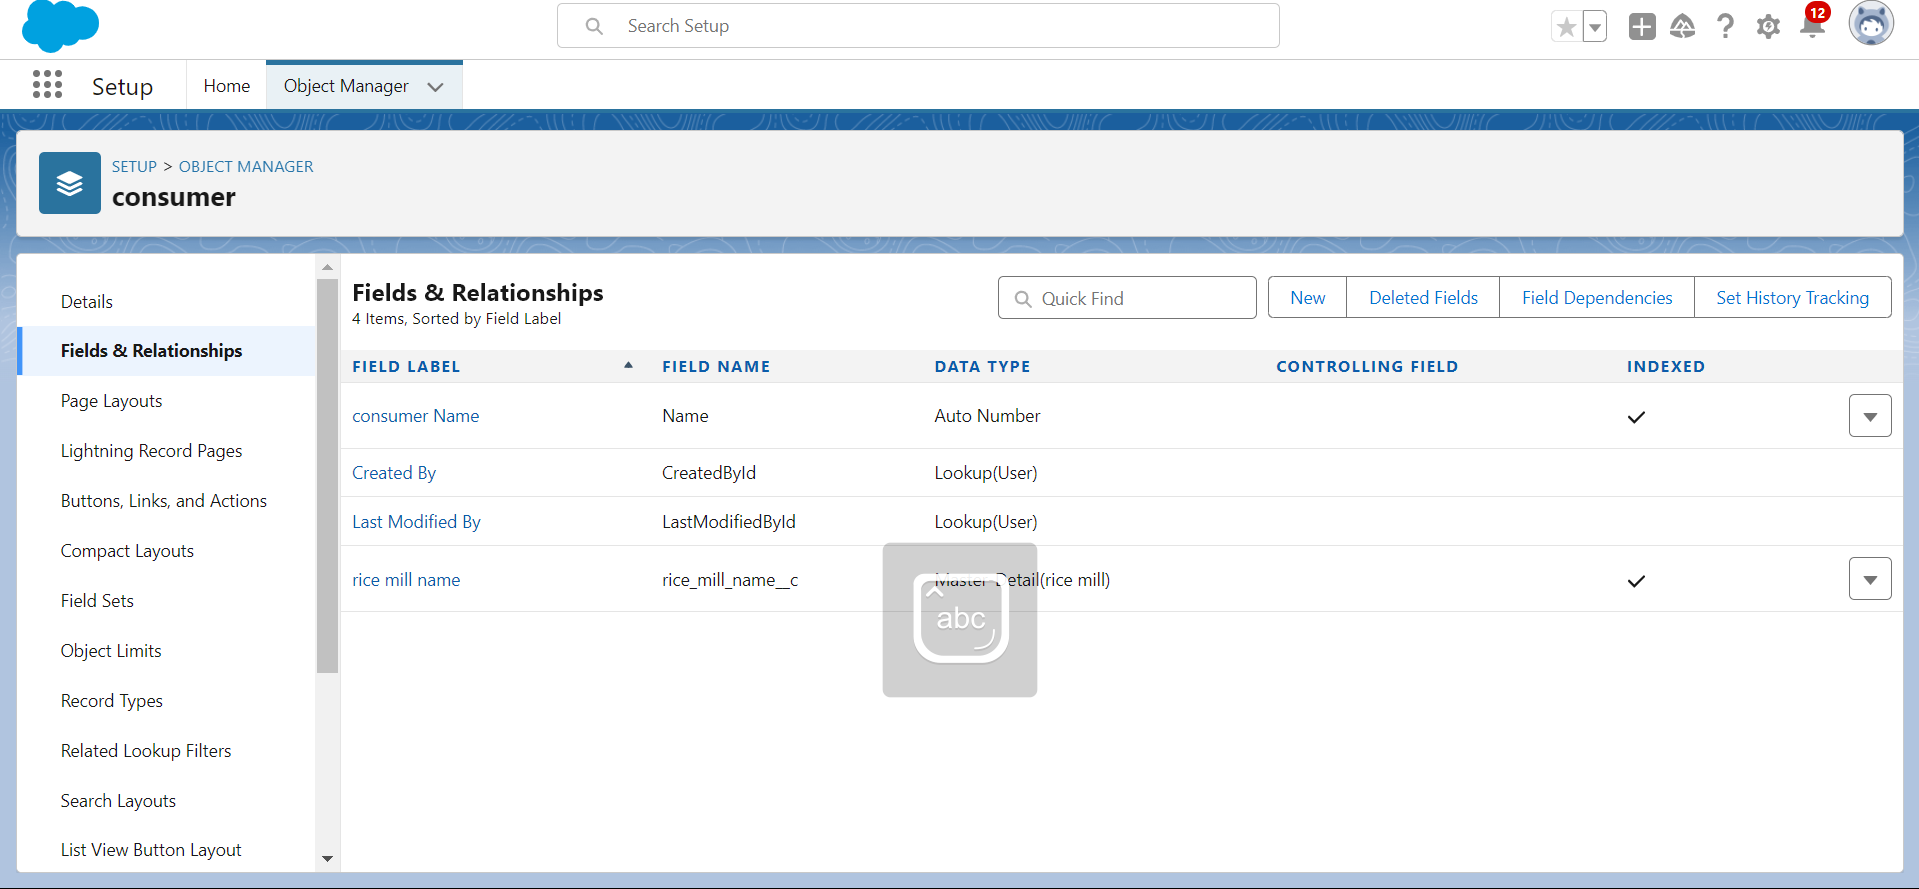 Search Setup
12
Setup
Home
Object Manager
SETUP > OBJECT MANAGER
consumer
Details
Fields & Relationships
Page Layouts
Lightning Record Pages
Buttons, Links, and Actions
Compact Layouts
Field Sets
Object Limits
Record Types
Related Lookup Filters
Search Layouts
List View Button Layout
Fields & Relationships
4 Items, Sorted by Field Label
Quick Find
New
Deleted Fields
Field Dependencies
Set History Tracking
FIELD LABEL FIELD NAME DATA TYPE CONTROLLING FIELD INDEXED
consumer Name Name Auto Number
Created By CreatedById Lookup(User)
Last Modified By LastModifiedById Lookup(User)
rice mill name rice_mill_name__c Master-Detail(rice mill)
abc